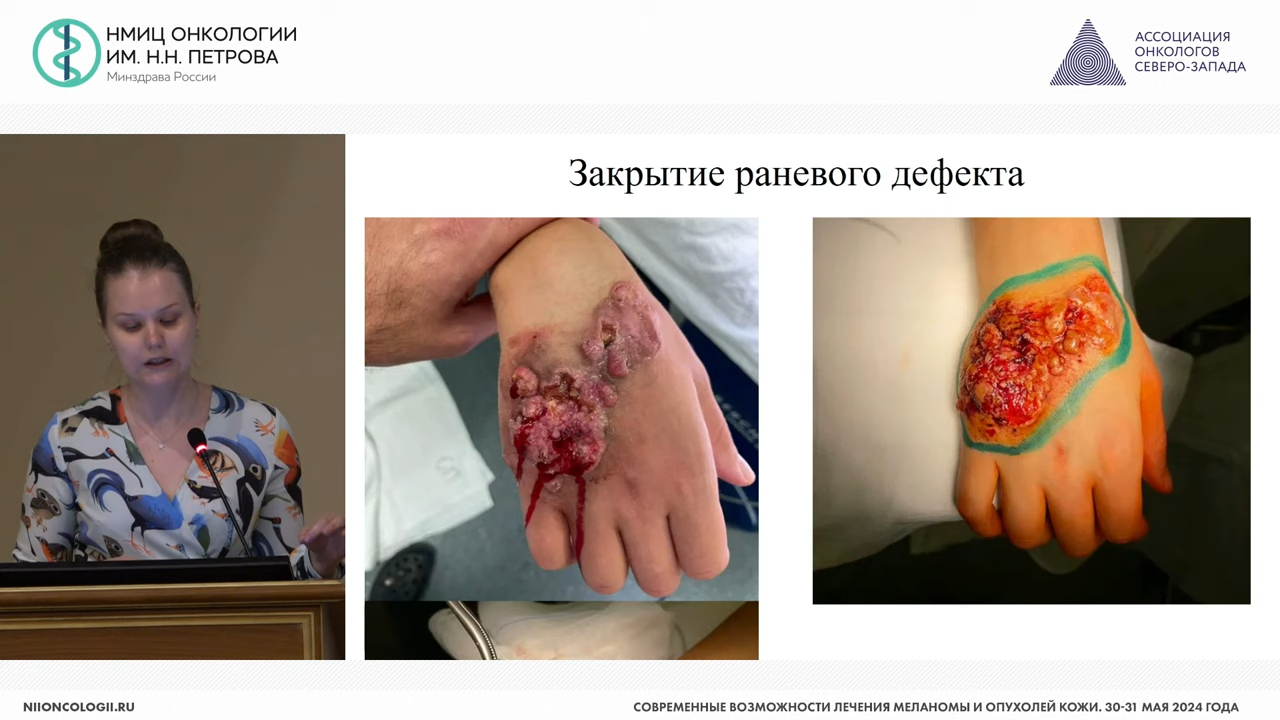 НМИЦ ОНКОЛОГИИ
ИМ. Н.Н. ПЕТРОВА
Минздрава России
АССОЦИАЦИЯ
ОНКОЛОГОВ
СЕВЕРО-ЗАПАДА
Закрытие раневого дефекта
NIIONCOLOGII.RU
СОВРЕМЕННЫЕ ВОЗМОЖНОСТИ ЛЕЧЕНИЯ МЕЛАНОМЫ И ОПУХОЛЕЙ КОЖИ. 30-31 МАЯ 2024 ГОДА